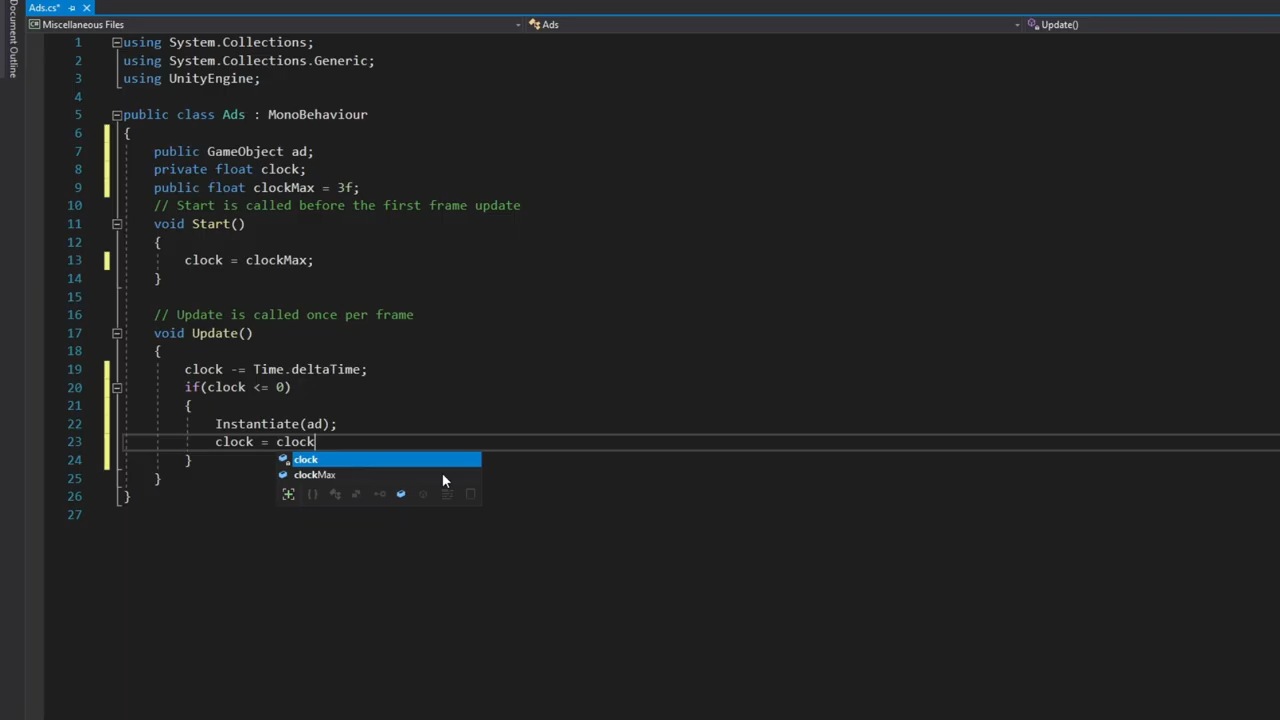 Document Outline
Ads.cs*
Miscellaneous Files Ads Update()
1 using System.Collections;
2 using System.Collections.Generic;
3 using UnityEngine;
4
5 public class Ads : MonoBehaviour
6 {
7 public GameObject ad;
8 private float clock;
9 public float clockMax = 3f;
10 // Start is called before the first frame update
11 void Start()
12 {
13 clock = clockMax;
14 }
15
16 // Update is called once per frame
17 void Update()
18 {
19 clock -= Time.deltaTime;
20 if(clock <= 0)
21 {
22 Instantiate(ad);
23 clock = clock
24 }
25 }
26 }
27
clock
clockMax